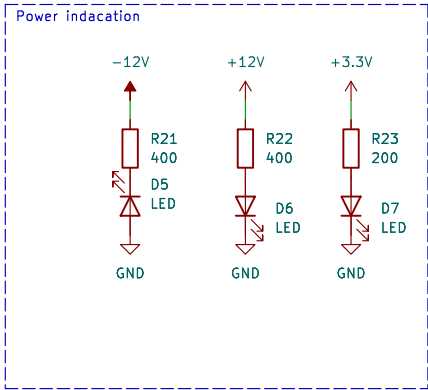 Power indacation
-12V
+12V
+3.3V
R21
400
R22
400
R23
200
D5
LED
D6
LED
D7
LED
GND
GND
GND